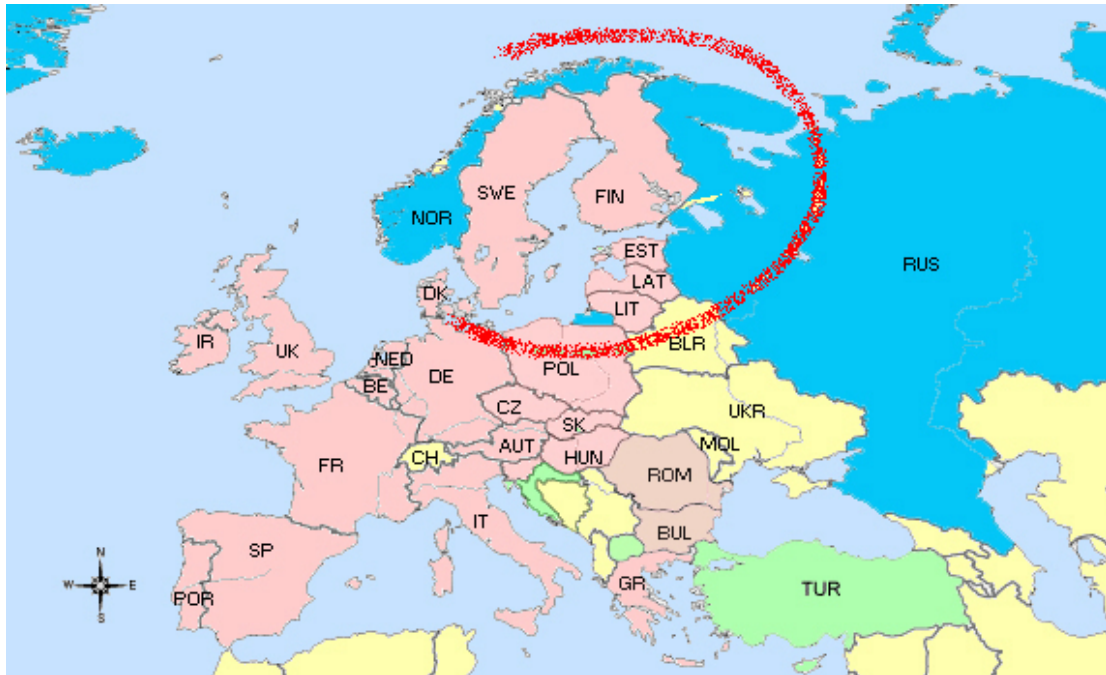 SWE
FIN
NOR
EST
RUS
LAT
DK
LIT
IR
UK
NED
BLR
DE
POL
BE
CZ
UKR
SK
AUT
MOL
CH
HUN
FR
ROM
IT
BUL
SP
N
W
E
S
GR
TUR
POR